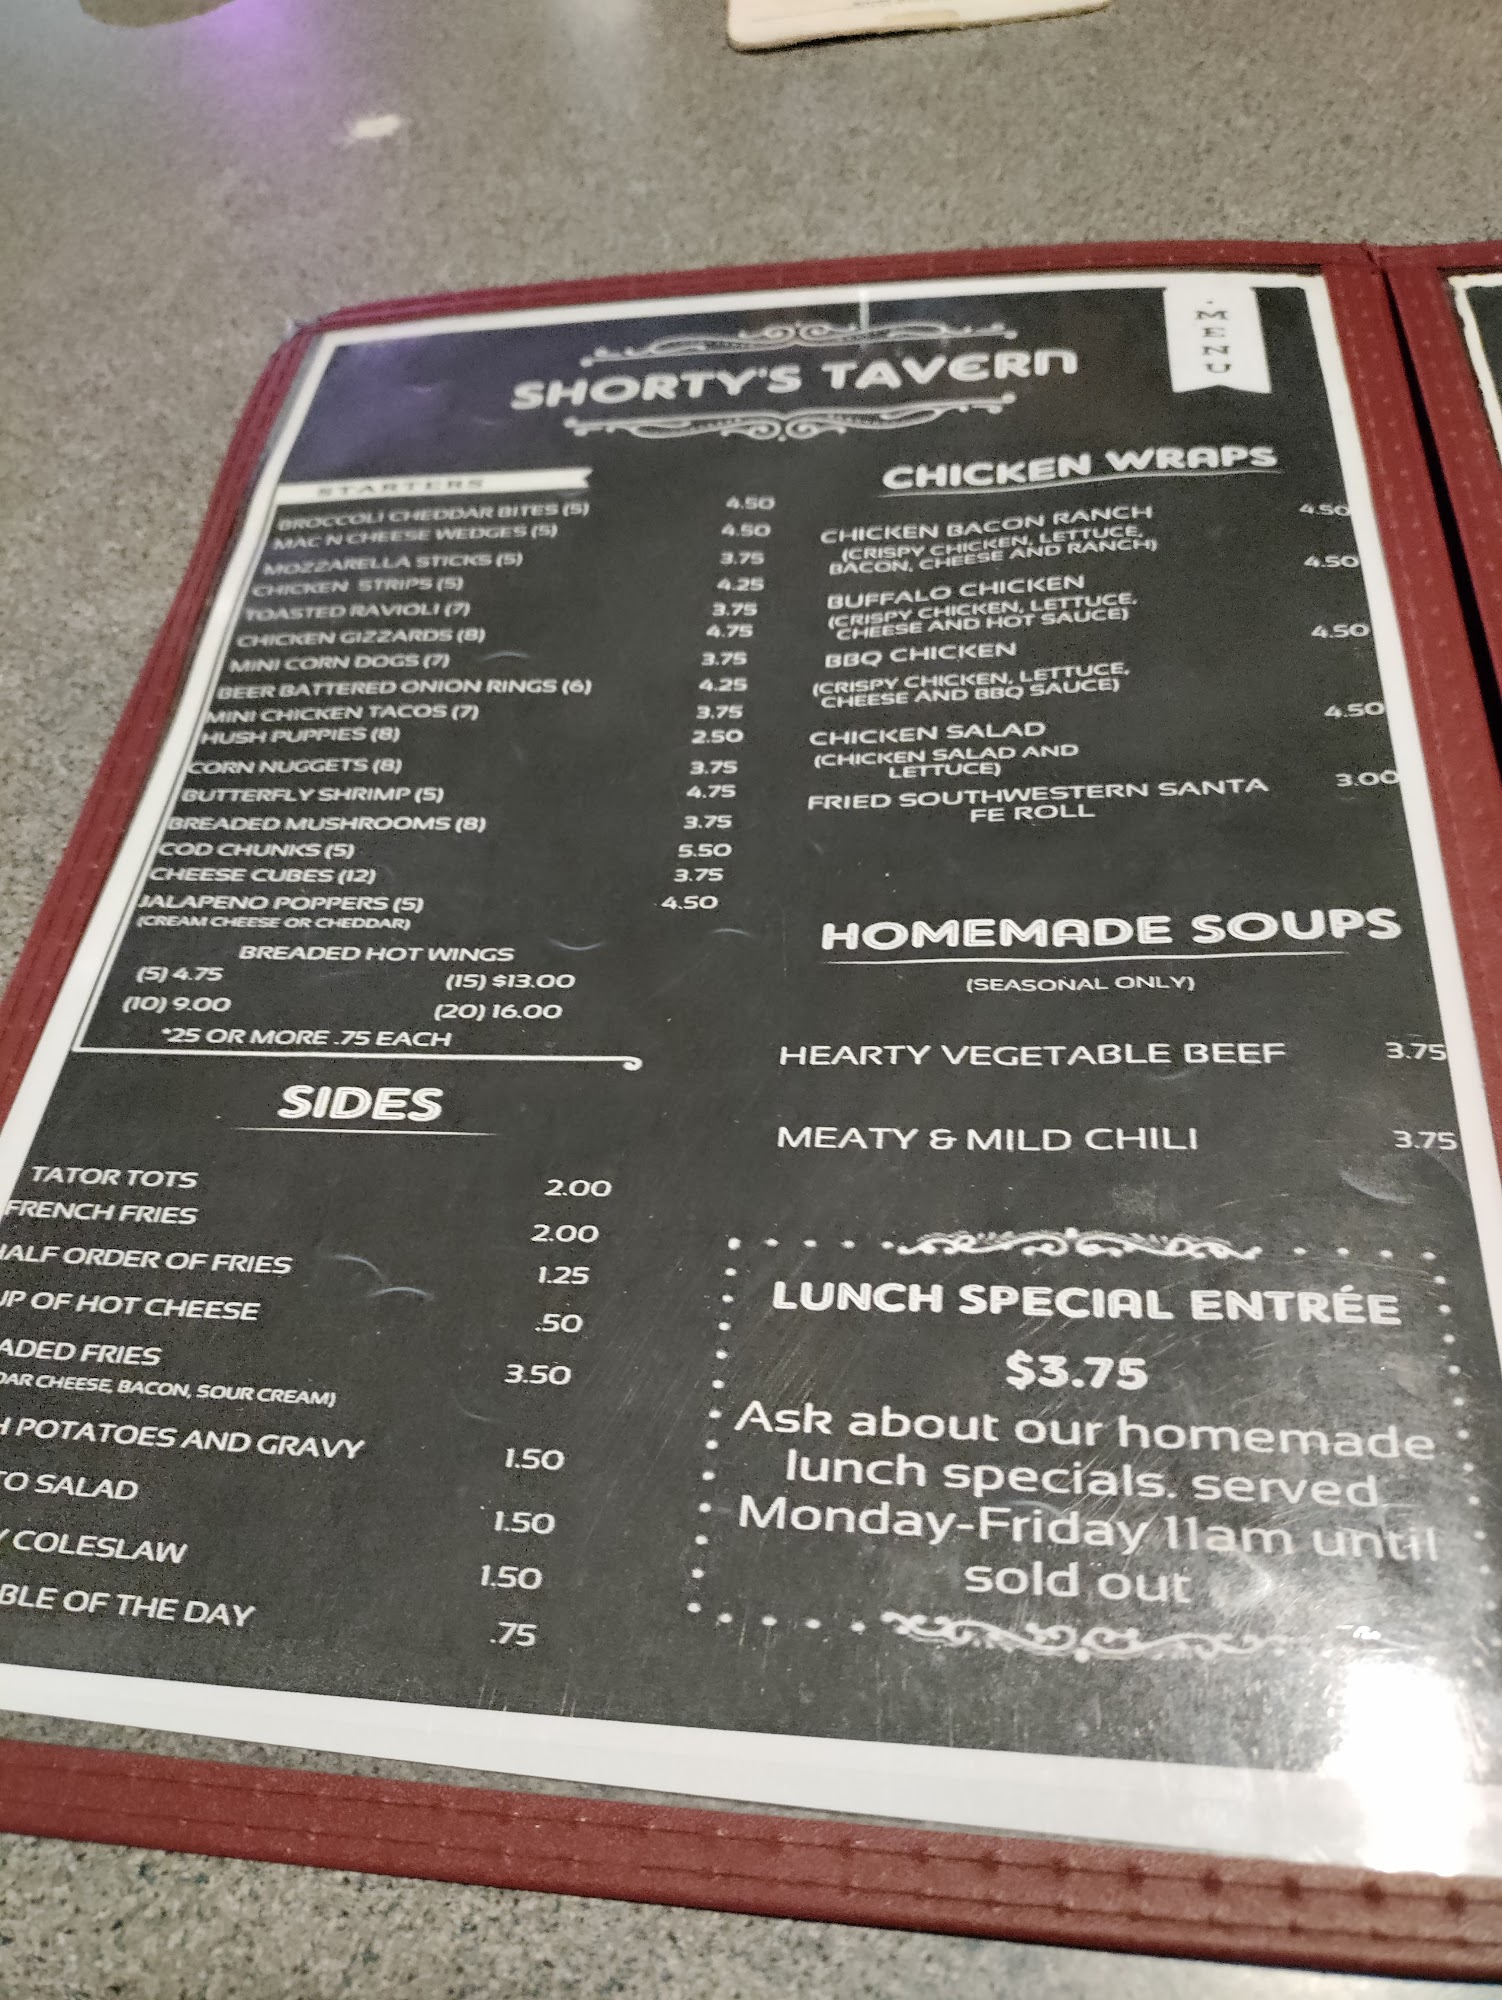 MENU
SHORTY'S TAVERN
STARTERS
BROCCOLI CHEDDAR BITES (5) 4.50
MAC N CHEESE WEDGES (5) 4.50
MOZZARELLA STICKS (5) 3.75
CHICKEN STRIPS (5) 4.25
TOASTED RAVIOLI (7) 3.75
CHICKEN GIZZARDS (8) 4.75
MINI CORN DOGS (7) 3.75
BEER BATTERED ONION RINGS (6) 4.25
MINI CHICKEN TACOS (7) 3.75
HUSH PUPPIES (8) 2.50
CORN NUGGETS (8) 3.75
BUTTERFLY SHRIMP (5) 4.75
BREADED MUSHROOMS (8) 3.75
COD CHUNKS (5) 5.50
CHEESE CUBES (12) 3.75
JALAPENO POPPERS (5) 4.50
(CREAM CHEESE OR CHEDDAR)
BREADED HOT WINGS
(5) 4.75 (15) $13.00
(10) 9.00 (20) 16.00
*25 OR MORE .75 EACH
SIDES
TATOR TOTS 2.00
FRENCH FRIES 2.00
HALF ORDER OF FRIES 1.25
UP OF HOT CHEESE .50
ADED FRIES 3.50
DAR CHEESE, BACON, SOUR CREAM)
H POTATOES AND GRAVY 1.50
TO SALAD 1.50
Y COLESLAW 1.50
BLE OF THE DAY .75
CHICKEN WRAPS
CHICKEN BACON RANCH 4.50
(CRISPY CHICKEN, LETTUCE,
BACON, CHEESE AND RANCH)
BUFFALO CHICKEN 4.50
(CRISPY CHICKEN, LETTUCE,
CHEESE AND HOT SAUCE)
BBQ CHICKEN 4.50
(CRISPY CHICKEN, LETTUCE,
CHEESE AND BBQ SAUCE)
CHICKEN SALAD 4.50
(CHICKEN SALAD AND
LETTUCE)
FRIED SOUTHWESTERN SANTA 3.00
FE ROLL
HOMEMADE SOUPS
(SEASONAL ONLY)
HEARTY VEGETABLE BEEF 3.75
MEATY & MILD CHILI 3.75
LUNCH SPECIAL ENTRÉE
$3.75
Ask about our homemade
lunch specials. served
Monday-Friday 11am until
sold out